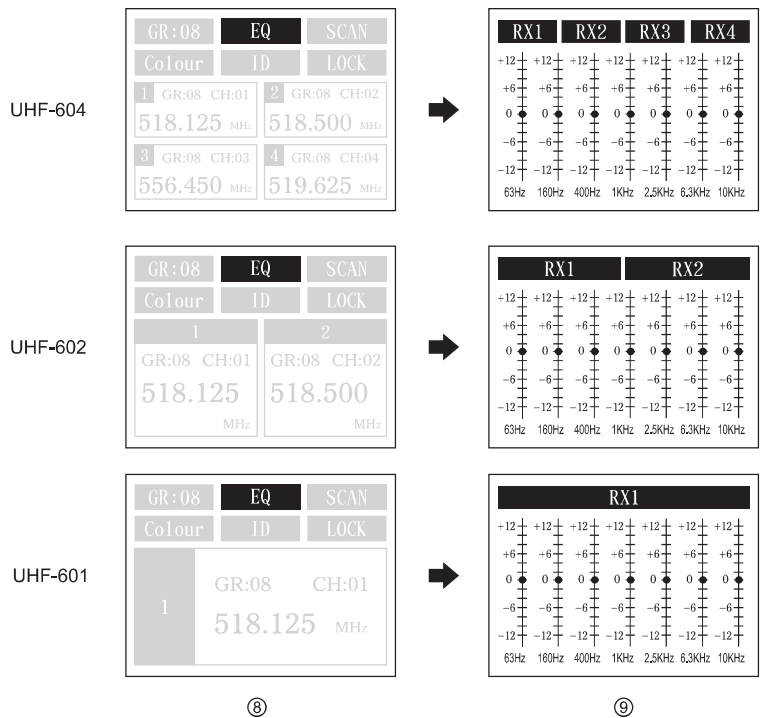 GR:08 EQ SCAN
Colour ID LOCK
1 GR:08 CH:01 2 GR:08 CH:02
518.125 MHz 518.500 MHz
3 GR:08 CH:03 4 GR:08 CH:04
556.450 MHz 519.625 MHz
UHF-604
RX1 RX2 RX3 RX4
+12 +12 +12 +12 +12 +12 +12
+6 +6 +6 +6 +6 +6 +6
0 0 0 0 0 0 0
-6 -6 -6 -6 -6 -6 -6
-12 -12 -12 -12 -12 -12 -12
63Hz 160Hz 400Hz 1KHz 2.5KHz 6.3KHz 10KHz
GR:08 EQ SCAN
Colour ID LOCK
1 2
GR:08 CH:01 GR:08 CH:02
518.125 518.500
MHz MHz
UHF-602
RX1 RX2
+12 +12 +12 +12 +12 +12 +12
+6 +6 +6 +6 +6 +6 +6
0 0 0 0 0 0 0
-6 -6 -6 -6 -6 -6 -6
-12 -12 -12 -12 -12 -12 -12
63Hz 160Hz 400Hz 1KHz 2.5KHz 6.3KHz 10KHz
GR:08 EQ SCAN
Colour ID LOCK
1 GR:08 CH:01
518.125 MHz
UHF-601
RX1
+12 +12 +12 +12 +12 +12 +12
+6 +6 +6 +6 +6 +6 +6
0 0 0 0 0 0 0
-6 -6 -6 -6 -6 -6 -6
-12 -12 -12 -12 -12 -12 -12
63Hz 160Hz 400Hz 1KHz 2.5KHz 6.3KHz 10KHz
⑧ ⑨